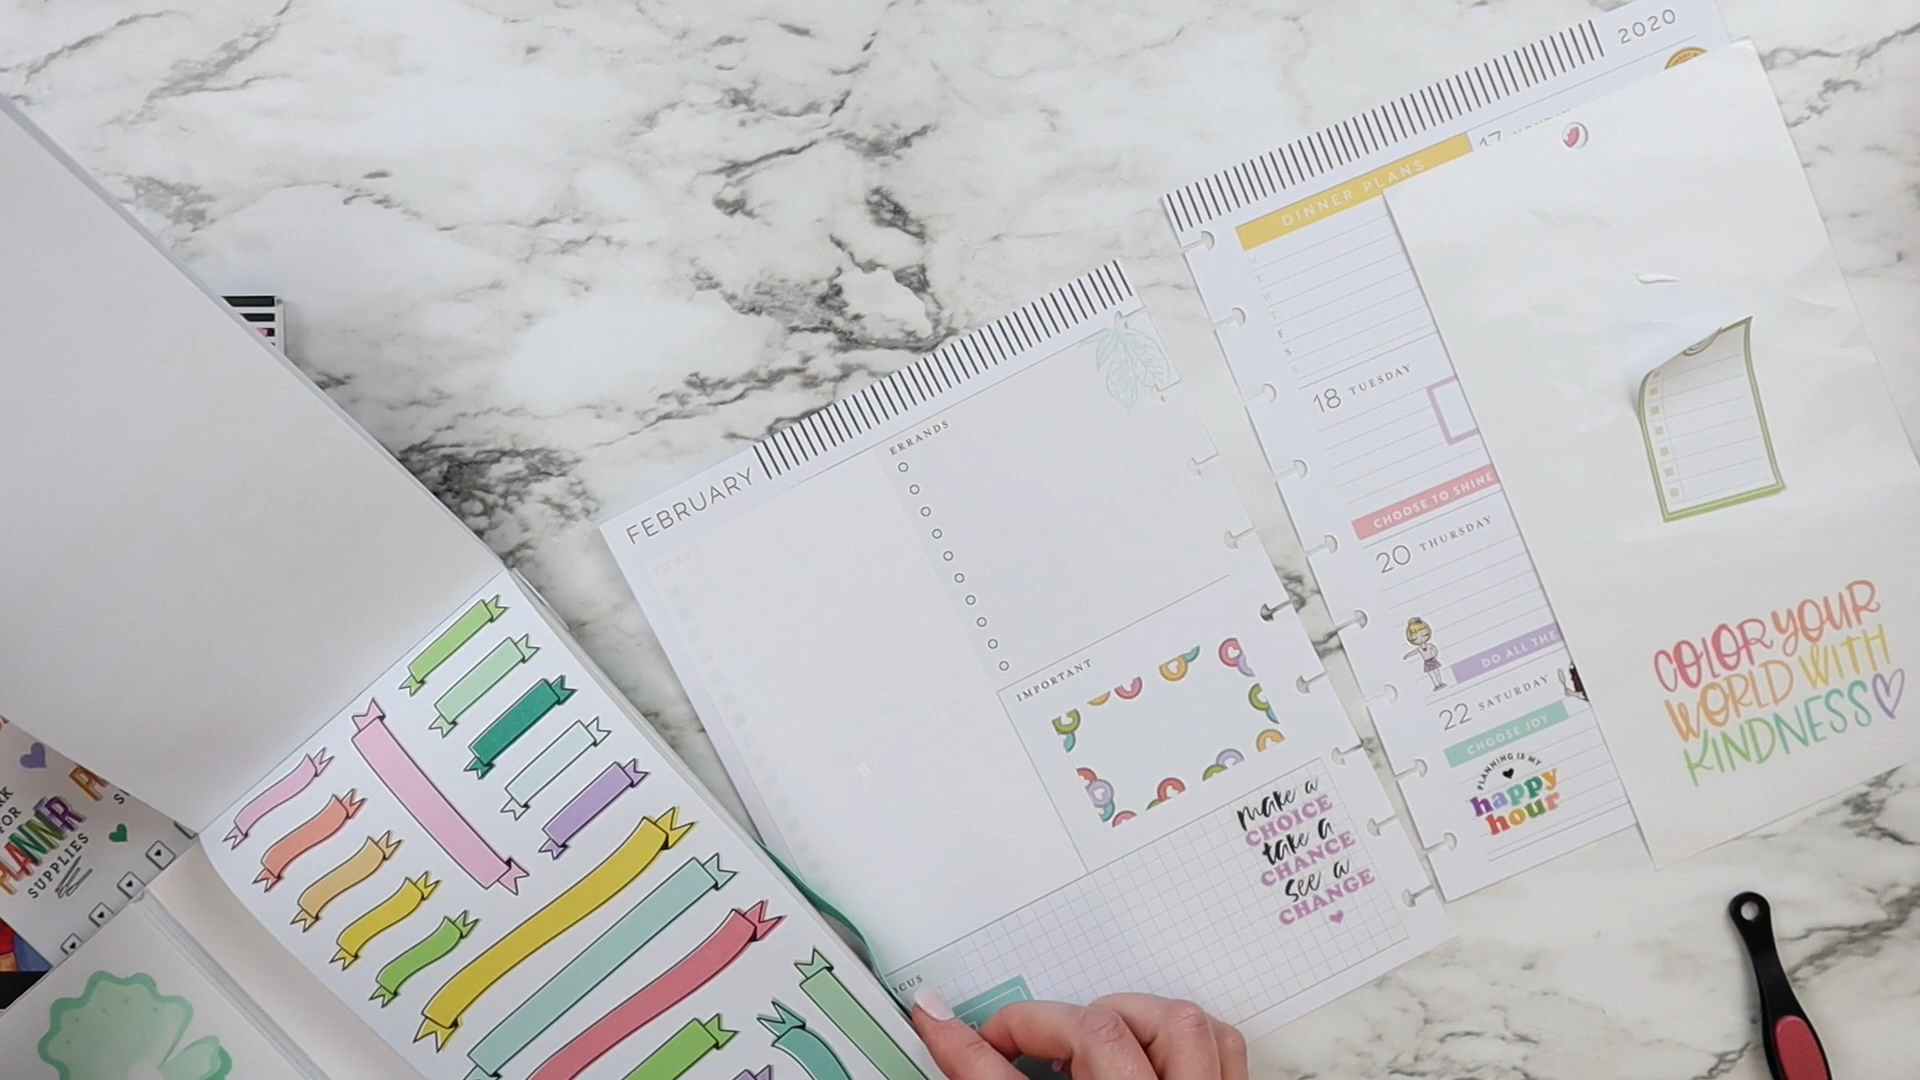 FEBRUARY
ERRANDS
IMPORTANT
make a
CHOICE
take a
CHANCE
see a
CHANGE
2020
DINNER PLANS
17
M
T
W
T
F
S
S
18 TUESDAY
CHOOSE TO SHINE
20 THURSDAY
DO ALL THE
22 SATURDAY
CHOOSE JOY
PLANNING IS MY
happy
hour
COLOR YOUR
WORLD WITH
KINDNESS
FOR
PLANNER
SUPPLIES